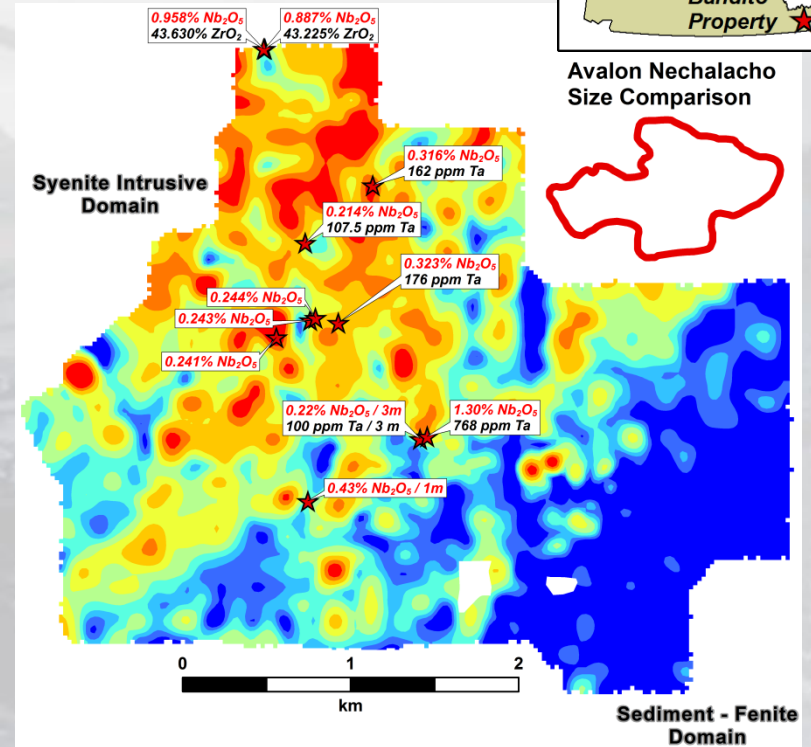 Bandito
Property
Avalon Nechalacho
Size Comparison
0.958% Nb₂O₅
43.630% ZrO₂
0.887% Nb₂O₅
43.225% ZrO₂
Syenite Intrusive
Domain
0.316% Nb₂O₅
162 ppm Ta
0.214% Nb₂O₅
107.5 ppm Ta
0.323% Nb₂O₅
176 ppm Ta
0.244% Nb₂O₅
0.243% Nb₂O₅
0.241% Nb₂O₅
0.22% Nb₂O₅ / 3m
100 ppm Ta / 3 m
1.30% Nb₂O₅
768 ppm Ta
0.43% Nb₂O₅ / 1m
0 1 2
km
Sediment - Fenite
Domain